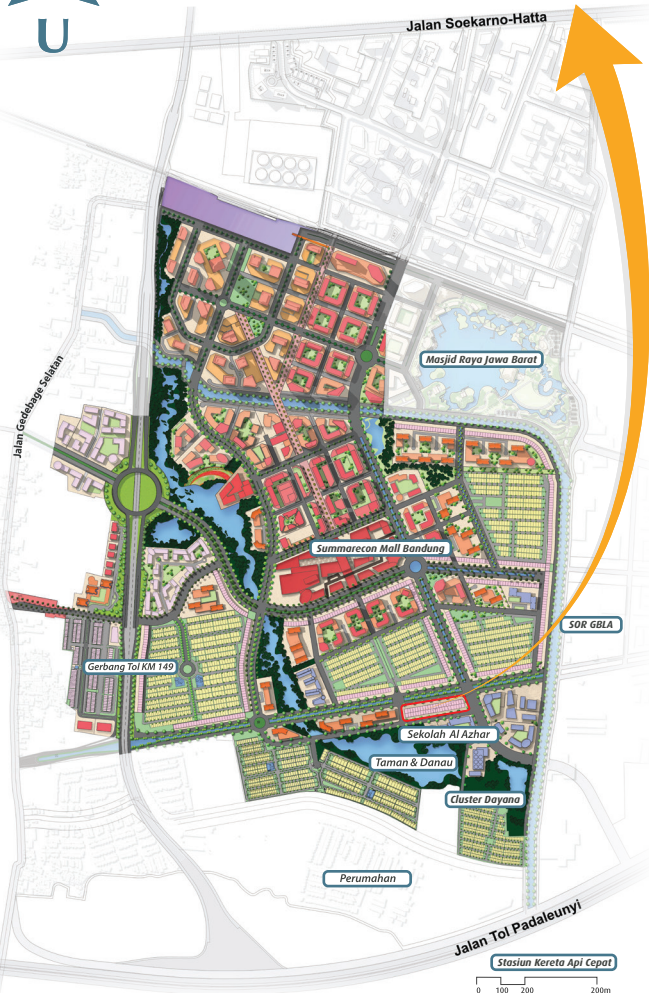 U
Jalan Soekarno-Hatta
Masjid Raya Jawa Barat
Jalan Gedebage Selatan
Summarecon Mall Bandung
SOR GBLA
Gerbang Tol KM 149
Sekolah Al Azhar
Taman & Danau
Cluster Dayana
Perumahan
Jalan Tol Padaleunyi
Stasiun Kereta Api Cepat
0 100 200 200m